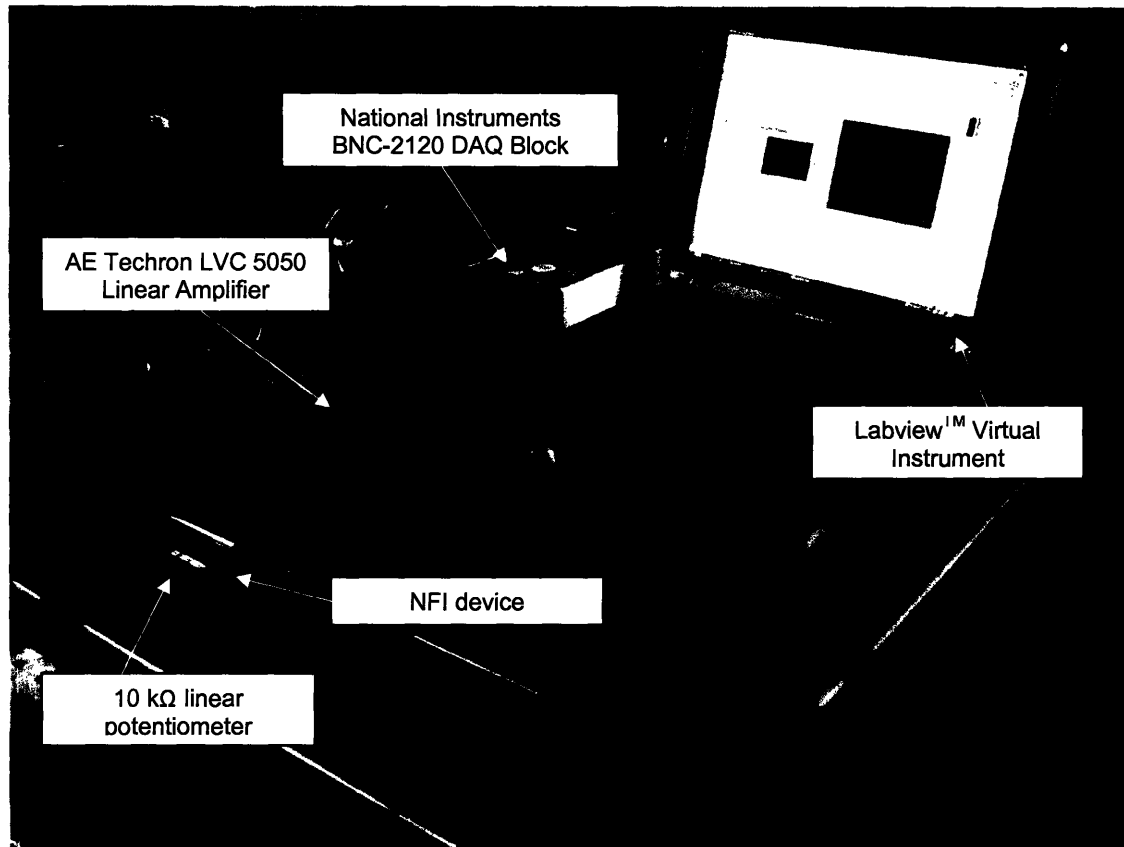 National Instruments
BNC-2120 DAQ Block
AE Techron LVC 5050
Linear Amplifier
Labview™ Virtual
Instrument
NFI device
10 kΩ linear
potentiometer